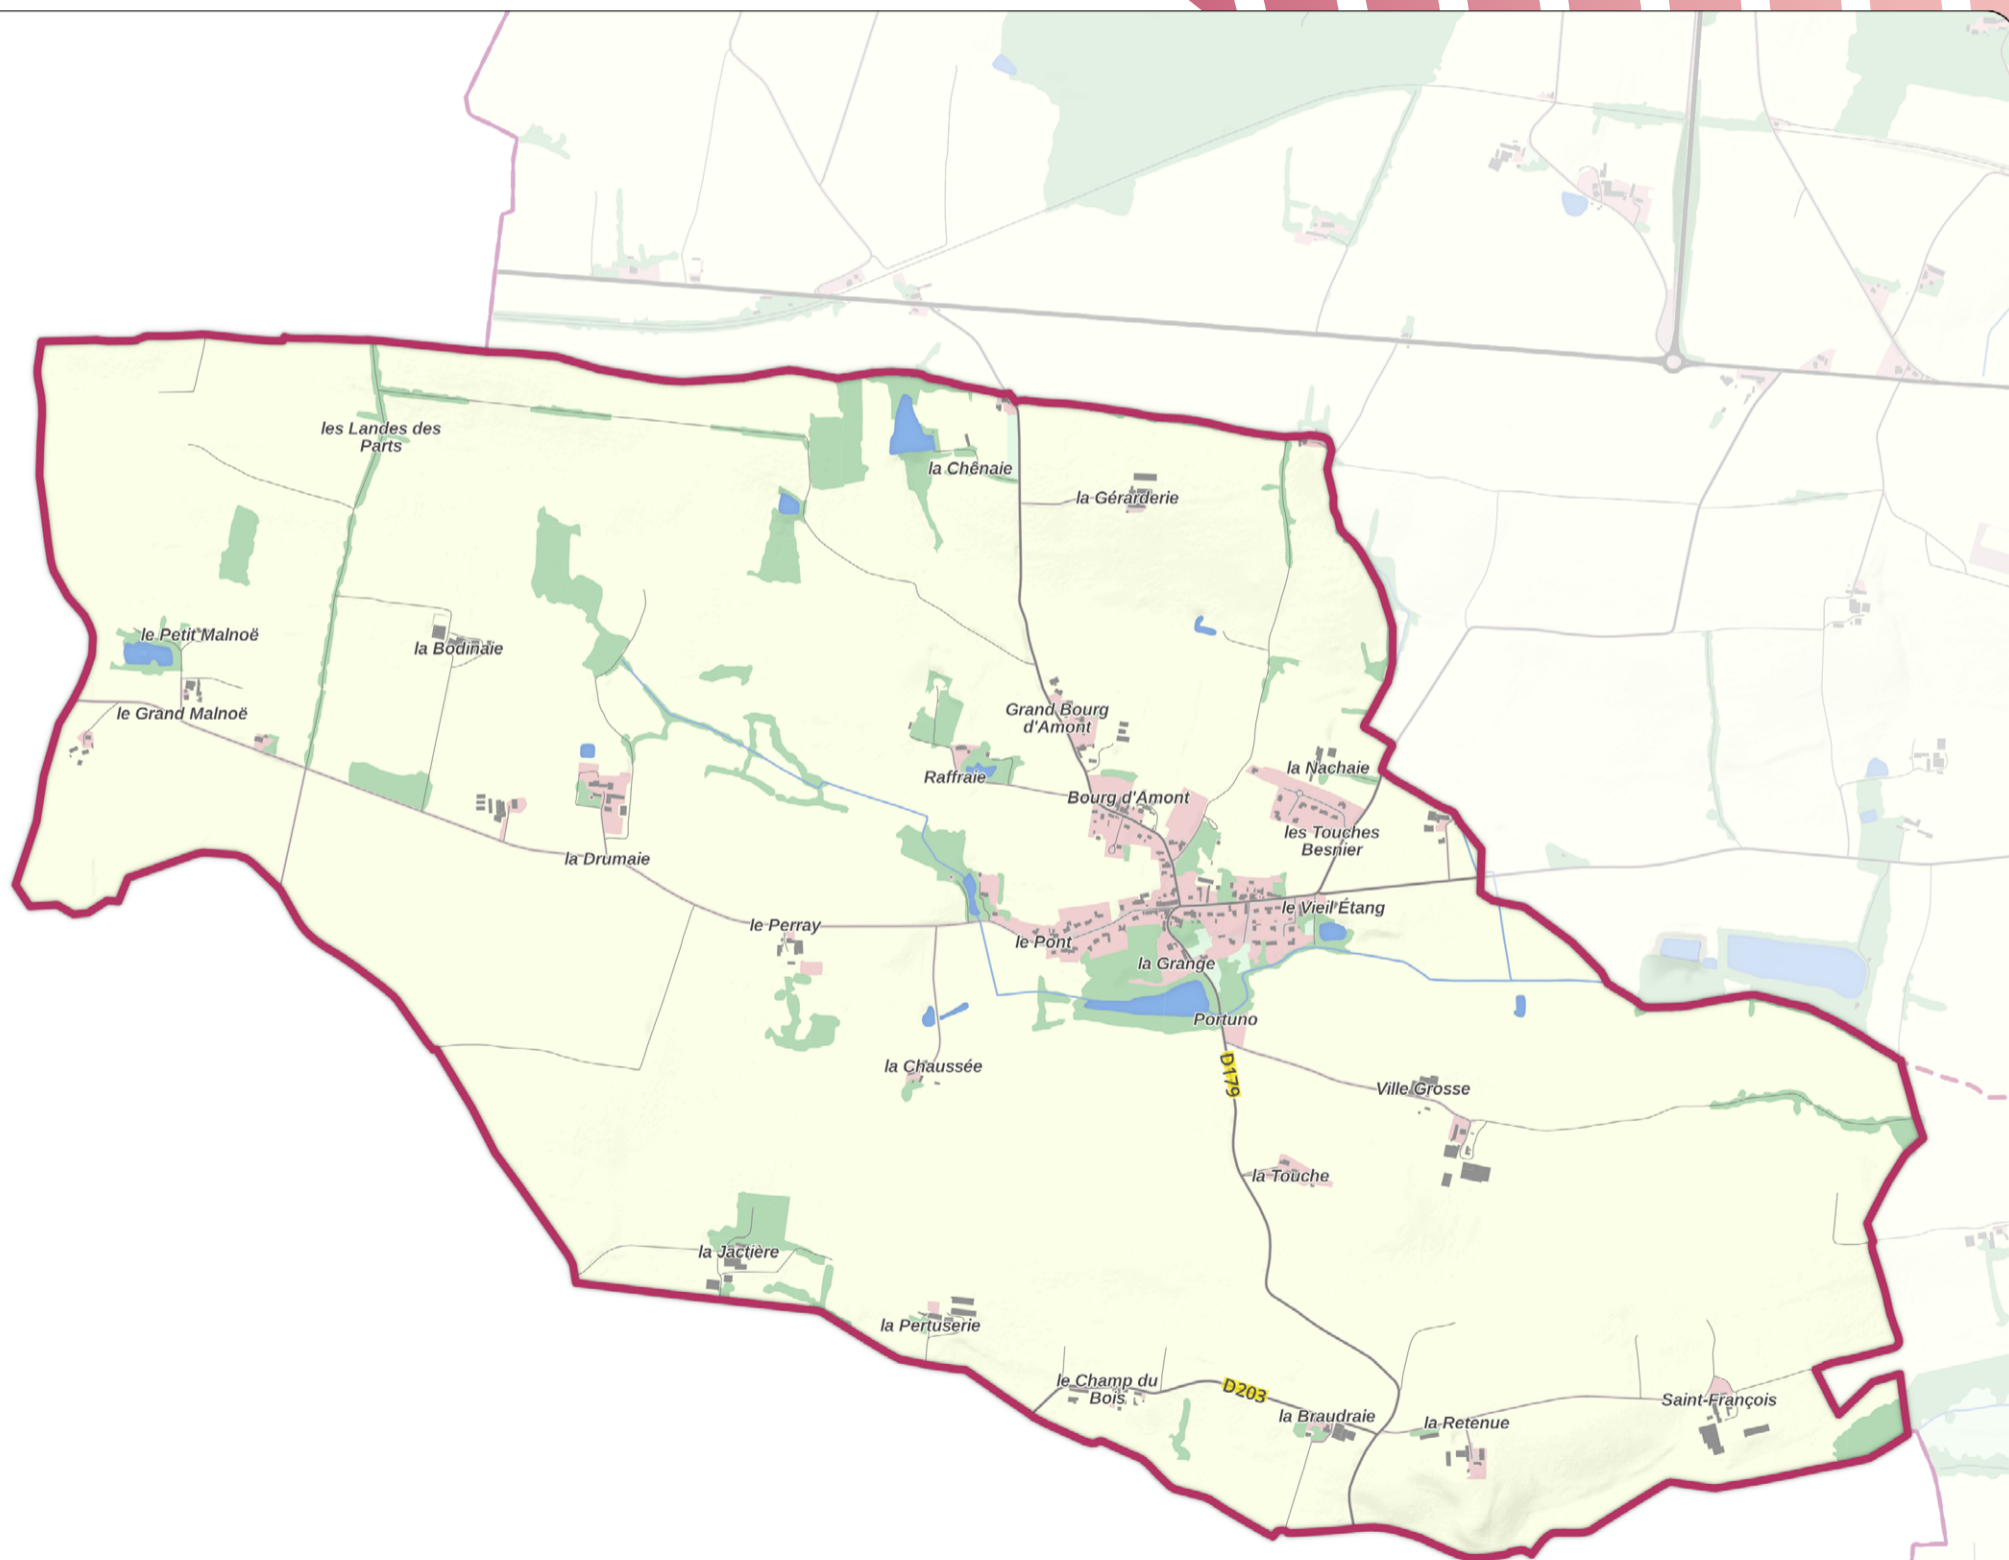 les Landes des
Parts
la Chênaie
la Gérarderie
le Petit Malnoë
la Bodinaie
le Grand Malnoë
Grand Bourg
d'Amont
Raffraie
la Nachaie
Bourg d'Amont
les Touches
Besnier
la Drumaie
le Vieil Étang
le Perray
le Pont
la Grange
Portuno
la Chaussée
D179
Ville Grosse
la Touche
la Jactière
la Pertuserie
le Champ du
Bois
D203
la Braudraie
la Retenue
Saint-François